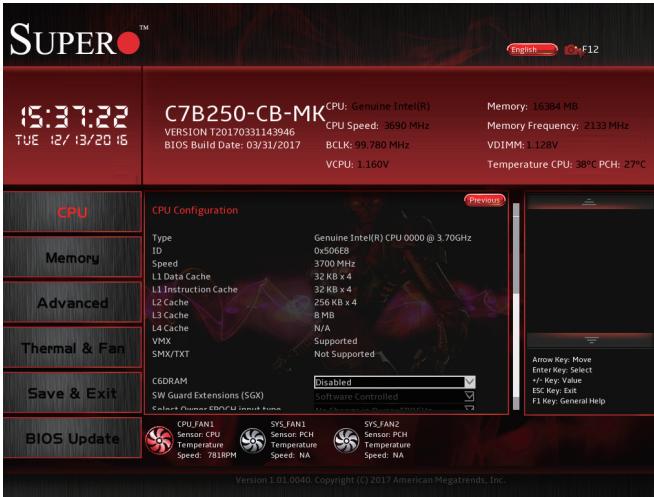 SUPER
TM
English
F12
15:37:22
TUE 12/13/2016
C7B250-CB-MK
VERSION T20170331143946
BIOS Build Date: 03/31/2017
CPU: Genuine Intel(R)
CPU Speed: 3690 MHz
BCLK: 99.780 MHz
VCPU: 1.160V
Memory: 16384 MB
Memory Frequency: 2133 MHz
VDIMM: 1.128V
Temperature CPU: 38°C PCH: 27°C
CPU
Memory
Advanced
Thermal & Fan
Save & Exit
BIOS Update
CPU Configuration
Previous
Type Genuine Intel(R) CPU 0000 @ 3.70GHz
ID 0x506E8
Speed 3700 MHz
L1 Data Cache 32 KB x 4
L1 Instruction Cache 32 KB x 4
L2 Cache 256 KB x 4
L3 Cache 8 MB
L4 Cache N/A
VMX Supported
SMX/TXT Not Supported
C6DRAM Disabled
SW Guard Extensions (SGX) Software Controlled
Select Owner EPOCH input type
Arrow Key: Move
Enter Key: Select
+/- Key: Value
ESC Key: Exit
F1 Key: General Help
CPU_FAN1
Sensor: CPU
Temperature
Speed: 781RPM
SYS_FAN1
Sensor: PCH
Temperature
Speed: NA
SYS_FAN2
Sensor: PCH
Temperature
Speed: NA
Version 1.01.0040. Copyright (C) 2017 American Megatrends, Inc.